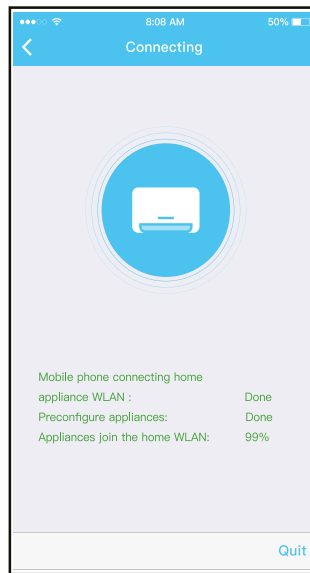 8:08 AM 50%
Connecting
Mobile phone connecting home
appliance WLAN : Done
Preconfigure appliances: Done
Appliances join the home WLAN: 99%
Quit